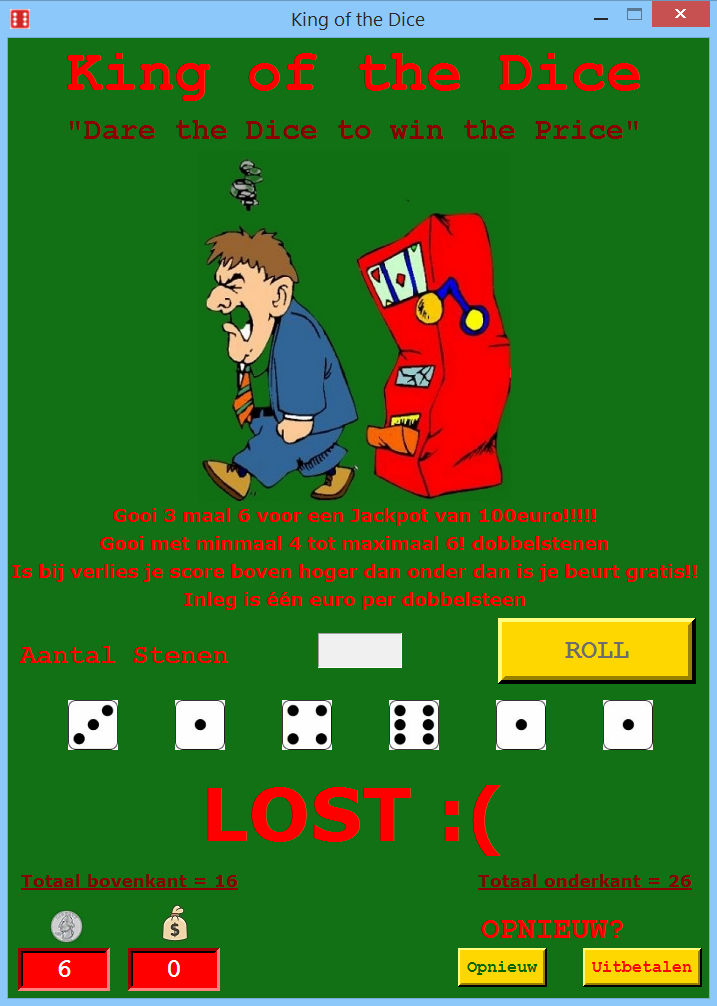 King of the Dice
King of the Dice
"Dare the Dice to win the Price"
Gooi 3 maal 6 voor een Jackpot van 100euro!!!!!
Gooi met minmaal 4 tot maximaal 6! dobbelstenen
Is bij verlies je score boven hoger dan onder dan is je beurt gratis!!
Inleg is één euro per dobbelsteen
Aantal Stenen
ROLL
LOST :(
Totaal bovenkant = 16
Totaal onderkant = 26
$
OPNIEUW?
6
0
Opnieuw
Uitbetalen